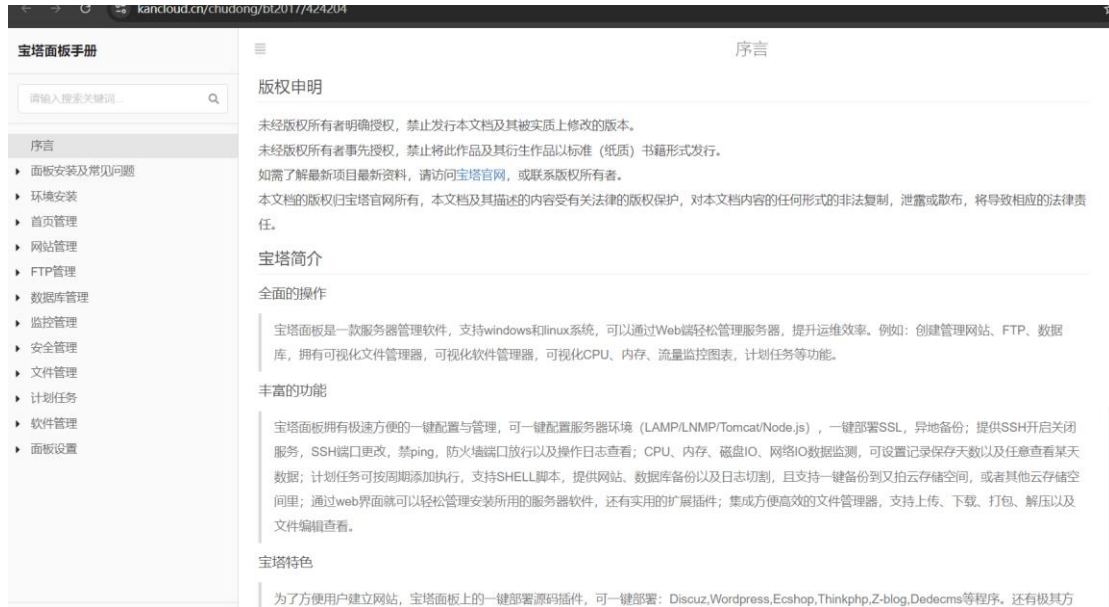 kancloud.cn/chudong/bt2017/424204
宝塔面板手册
序言
请输入搜索关键词...
版权申明
未经版权所有者明确授权，禁止发行本文档及其被实质上修改的版本。
未经版权所有者事先授权，禁止将此作品及其衍生作品以标准（纸质）书籍形式发行。
如需了解最新项目最新资料，请访问宝塔官网，或联系版权所有者。
本文档的版权归宝塔官网所有，本文档及其描述的内容受有关法律的版权保护，对本文档内容的任何形式的非法复制，泄露或散布，将导致相应的法律责
任。
序言
面板安装及常见问题
环境安装
首页管理
网站管理
FTP管理
数据库管理
监控管理
安全管理
文件管理
计划任务
软件管理
面板设置
宝塔简介
全面的操作
宝塔面板是一款服务器管理软件，支持windows和linux系统，可以通过Web端轻松管理服务器，提升运维效率。例如：创建管理网站、FTP、数据
库，拥有可视化文件管理器，可视化软件管理器，可视化CPU、内存、流量监控图表，计划任务等功能。
丰富的功能
宝塔面板拥有极速方便的一键配置与管理，可一键配置服务器环境（LAMP/LNMP/Tomcat/Node.js），一键部署SSL，异地备份；提供SSH开启关闭
服务，SSH端口更改，禁ping，防火墙端口放行以及操作日志查看；CPU、内存、磁盘IO、网络IO数据监测，可设置记录保存天数以及任意查看某天
数据；计划任务可按周期添加执行，支持SHELL脚本，提供网站、数据库备份以及日志切割，且支持一键备份到又拍云存储空间，或者其他云存储空
间里；通过web界面就可以轻松管理安装所用的服务器软件，还有实用的扩展插件；集成方便高效的文件管理器，支持上传、下载、打包、解压以及
文件编辑查看。
宝塔特色
为了方便用户建立网站，宝塔面板上的一键部署源码插件，可一键部署：Discuz,Wordpress,Ecshop,Thinkphp,Z-blog,Dedecms等程序。还有极其方